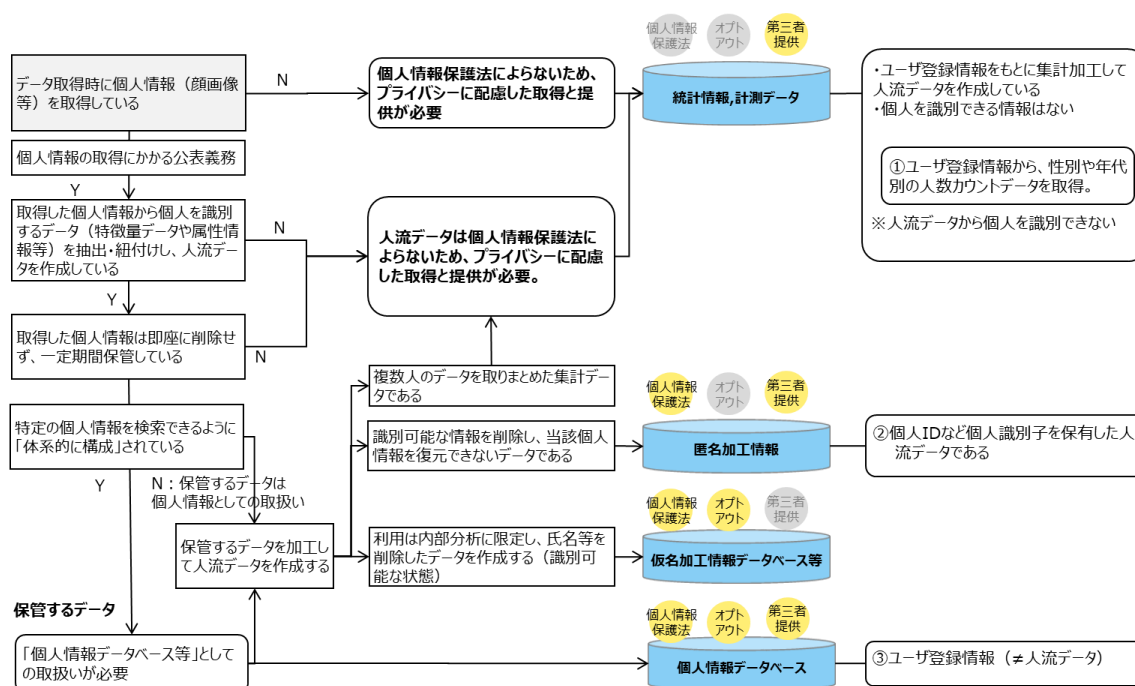 個人情報
保護法
オプト
アウト
第三者
提供
データ取得時に個人情報（顔画像
等）を取得している
N
個人情報保護法によらないため、
プライバシーに配慮した取得と提
供が必要
統計情報,計測データ
・ユーザ登録情報をもとに集計加工して
人流データを作成している
・個人を識別できる情報はない
①ユーザ登録情報から、性別や年代
別の人数カウントデータを取得。
※人流データから個人を識別できない
個人情報の取得にかかる公表義務
Y
取得した個人情報から個人を識別
するデータ（特徴量データや属性情
報等）を抽出・紐付けし、人流デー
タを作成している
N
人流データは個人情報保護法に
よらないため、プライバシーに配慮
した取得と提供が必要。
Y
取得した個人情報は即座に削除せ
ず、一定期間保管している
N
複数人のデータを取りまとめた集計デー
タである
個人情報
保護法
オプト
アウト
第三者
提供
特定の個人情報を検索できるように
「体系的に構成」されている
識別可能な情報を削除し、当該個人
情報を復元できないデータである
匿名加工情報
②個人IDなど個人識別子を保有した人
流データである
Y
N：保管するデータは
個人情報としての取扱い
個人情報
保護法
オプト
アウト
第三者
提供
保管するデータを加工し
て人流データを作成する
利用は内部分析に限定し、氏名等を
削除したデータを作成する（識別可
能な状態）
仮名加工情報データベース等
保管するデータ
個人情報
保護法
オプト
アウト
第三者
提供
「個人情報データベース等」として
の取扱いが必要
個人情報データベース
③ユーザ登録情報（≠人流データ）